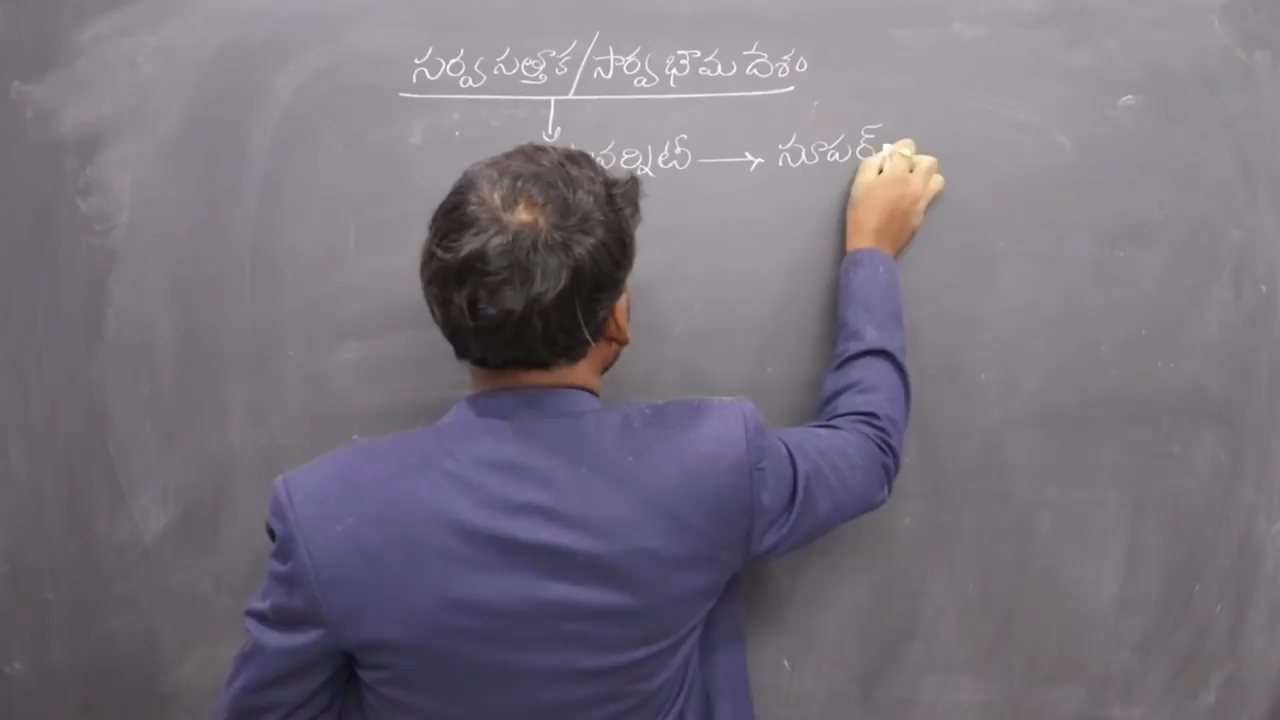 సర్వసత్తాక/సార్వభౌమ దేశం
→ సూపర్